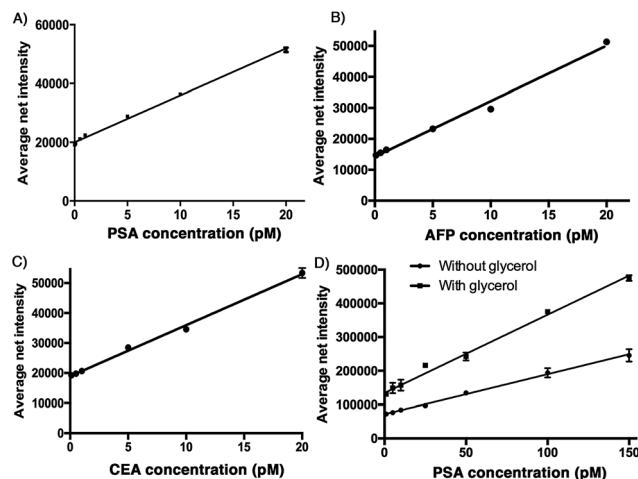 A)
60000
40000
20000
0
Average net intensity
0 5 10 15 20
PSA concentration (pM)
B)
50000
40000
30000
20000
10000
0
Average net intensity
0 5 10 15 20
AFP concentration (pM)
C)
50000
40000
30000
20000
10000
0
Average net intensity
0 5 10 15 20
CEA concentration (pM)
D)
Without glycerol
With glycerol
500000
400000
300000
200000
100000
0
Average net intensity
0 50 100 150
PSA concentration (pM)